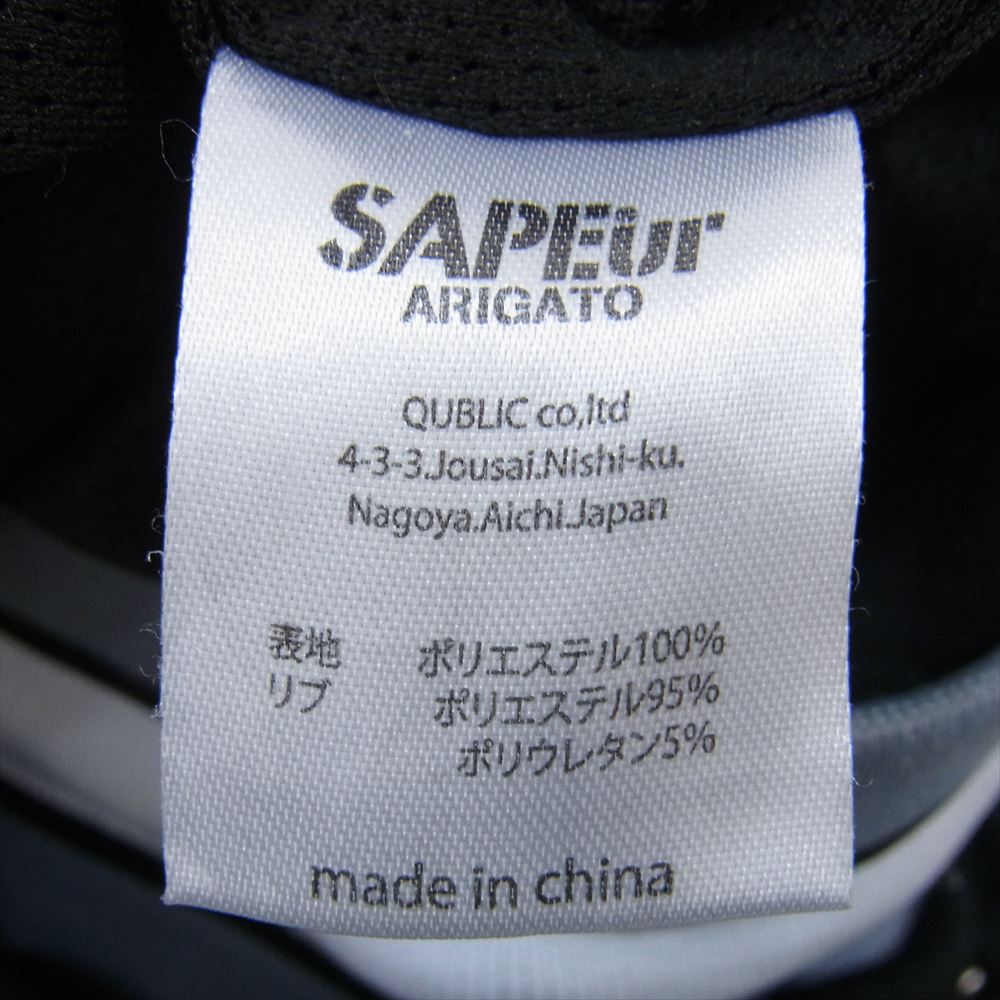 SAPEur
ARIGATO
QUBLIC co,ltd
4-3-3.Jousai.Nishi-ku.
Nagoya.Aichi.Japan
表地 ポリエステル100%
リブ ポリエステル95%
ポリウレタン5%
made in china